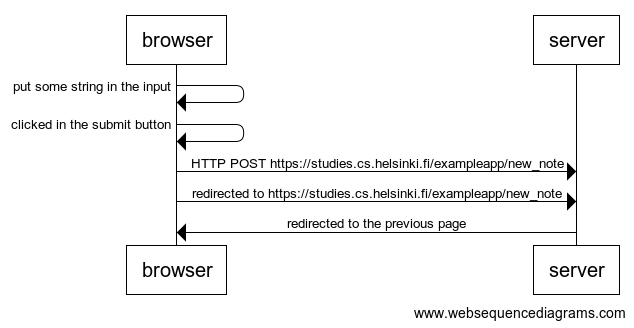 browser server
put some string in the input
clicked in the submit button
HTTP POST https://studies.cs.helsinki.fi/exampleapp/new_note
redirected to https://studies.cs.helsinki.fi/exampleapp/new_note
redirected to the previous page
browser server
www.websequencediagrams.com